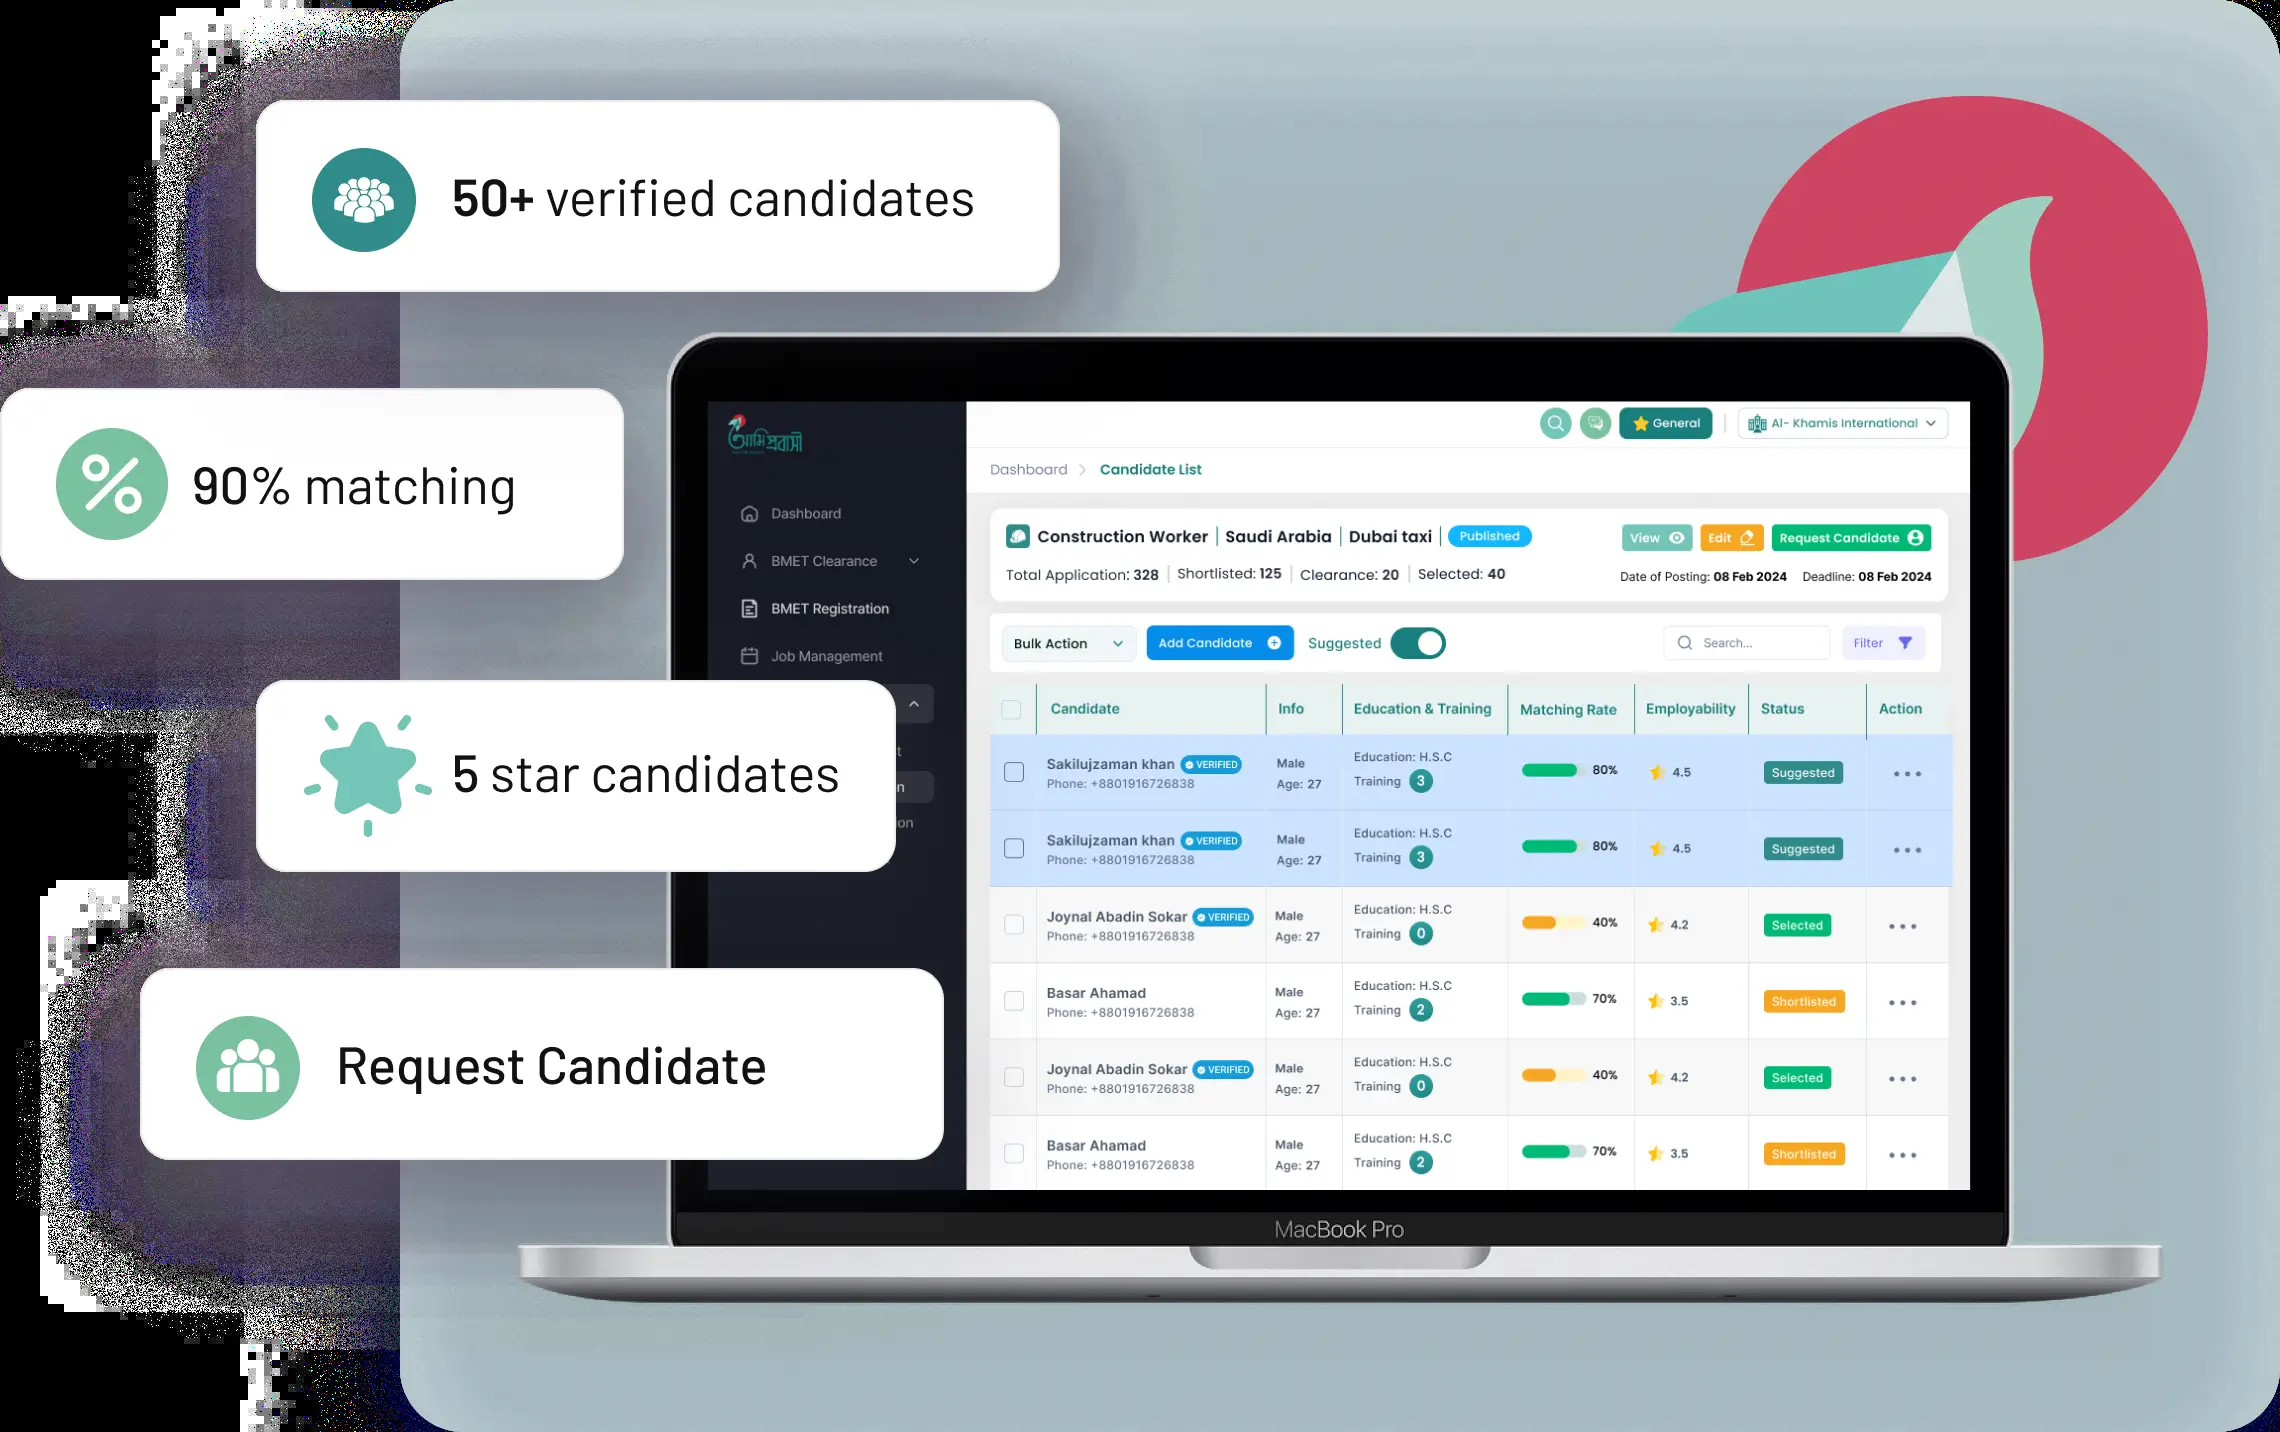 50+ verified candidates
90% matching
5 star candidates
Request Candidate
আমি প্রবাসী
Dashboard
BMET Clearance
BMET Registration
Job Management
General
Al- Khamis International
Dashboard > Candidate List
Construction Worker | Saudi Arabia | Dubai taxi | Published
View Edit Request Candidate
Total Application: 328 | Shortlisted: 125 | Clearance: 20 | Selected: 40
Date of Posting: 08 Feb 2024 Deadline: 08 Feb 2024
Bulk Action Add Candidate Suggested Search... Filter
Candidate Info Education & Training Matching Rate Employability Status Action
Sakilujzaman khan VERIFIED Male Education: H.S.C 80% 4.5 Suggested
Phone: +8801916726838 Age: 27 Training 3
Sakilujzaman khan VERIFIED Male Education: H.S.C 80% 4.5 Suggested
Phone: +8801916726838 Age: 27 Training 3
Joynal Abadin Sokar VERIFIED Male Education: H.S.C 40% 4.2 Selected
Phone: +8801916726838 Age: 27 Training 0
Basar Ahamad Male Education: H.S.C 70% 3.5 Shortlisted
Phone: +8801916726838 Age: 27 Training 2
Joynal Abadin Sokar VERIFIED Male Education: H.S.C 40% 4.2 Selected
Phone: +8801916726838 Age: 27 Training 0
Basar Ahamad Male Education: H.S.C 70% 3.5 Shortlisted
Phone: +8801916726838 Age: 27 Training 2
MacBook Pro